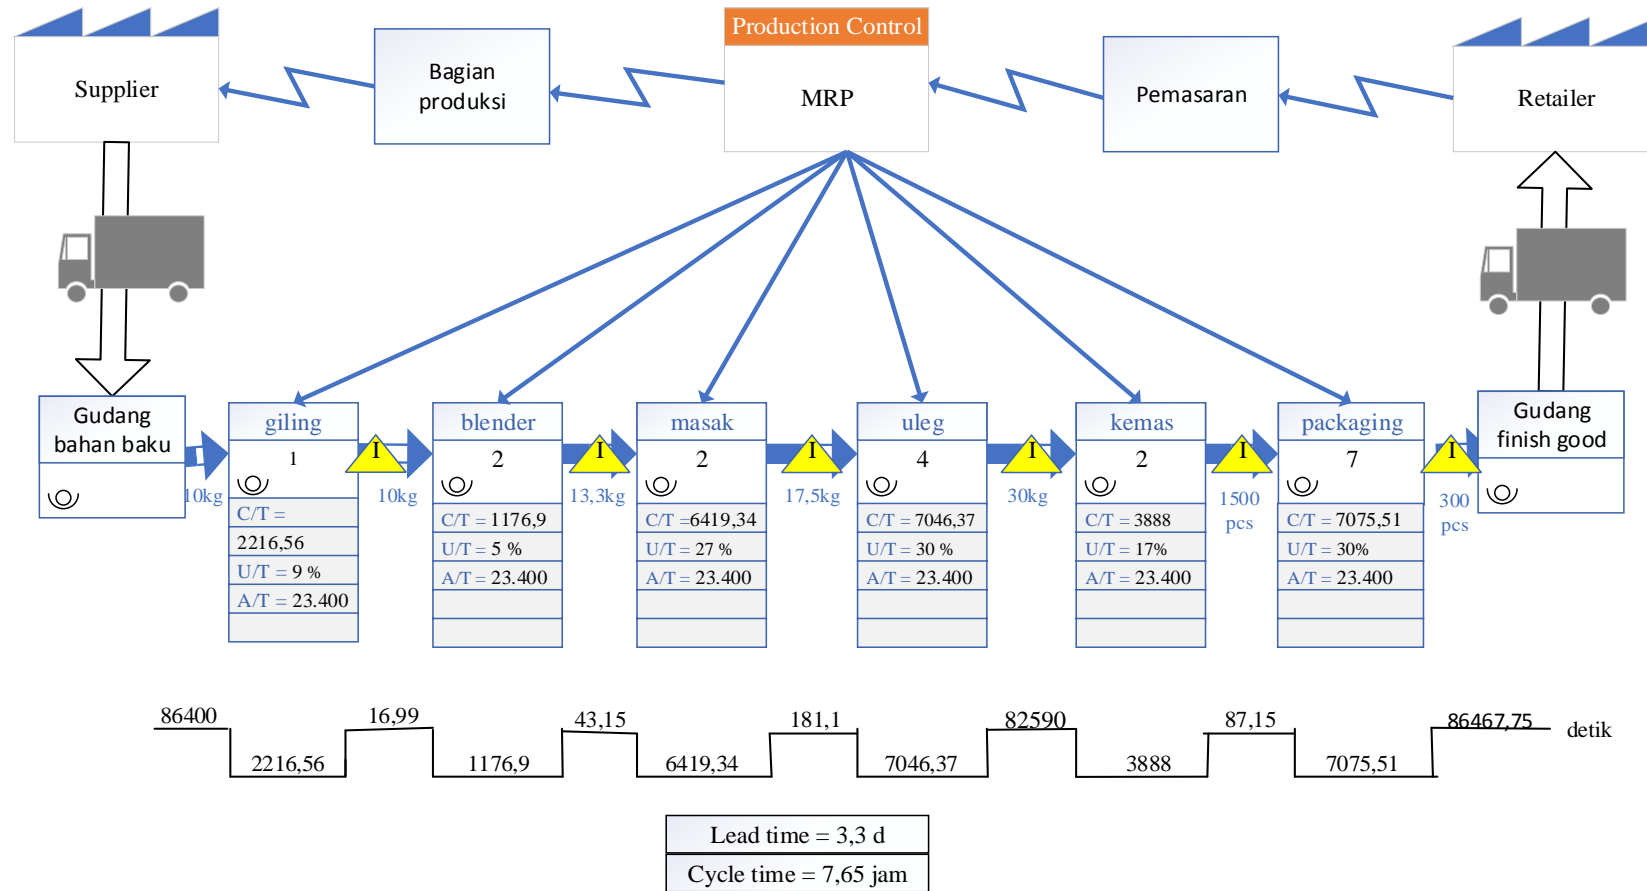 Production Control
Supplier
Bagian
produksi
MRP
Pemasaran
Retailer
Gudang
bahan baku
10kg
giling
1
C/T =
2216,56
U/T = 9 %
A/T = 23.400
I
10kg
blender
2
C/T = 1176,9
U/T = 5 %
A/T = 23.400
I
13,3kg
masak
2
C/T =6419,34
U/T = 27 %
A/T = 23.400
I
17,5kg
uleg
4
C/T = 7046,37
U/T = 30 %
A/T = 23.400
I
30kg
kemas
2
C/T = 3888
U/T = 17%
A/T = 23.400
I
1500
pcs
packaging
7
C/T = 7075,51
U/T = 30%
A/T = 23.400
I
300
pcs
Gudang
finish good
86400 16,99 43,15 181,1 82590 87,15 86467,75 detik
2216,56 1176,9 6419,34 7046,37 3888 7075,51
Lead time = 3,3 d
Cycle time = 7,65 jam